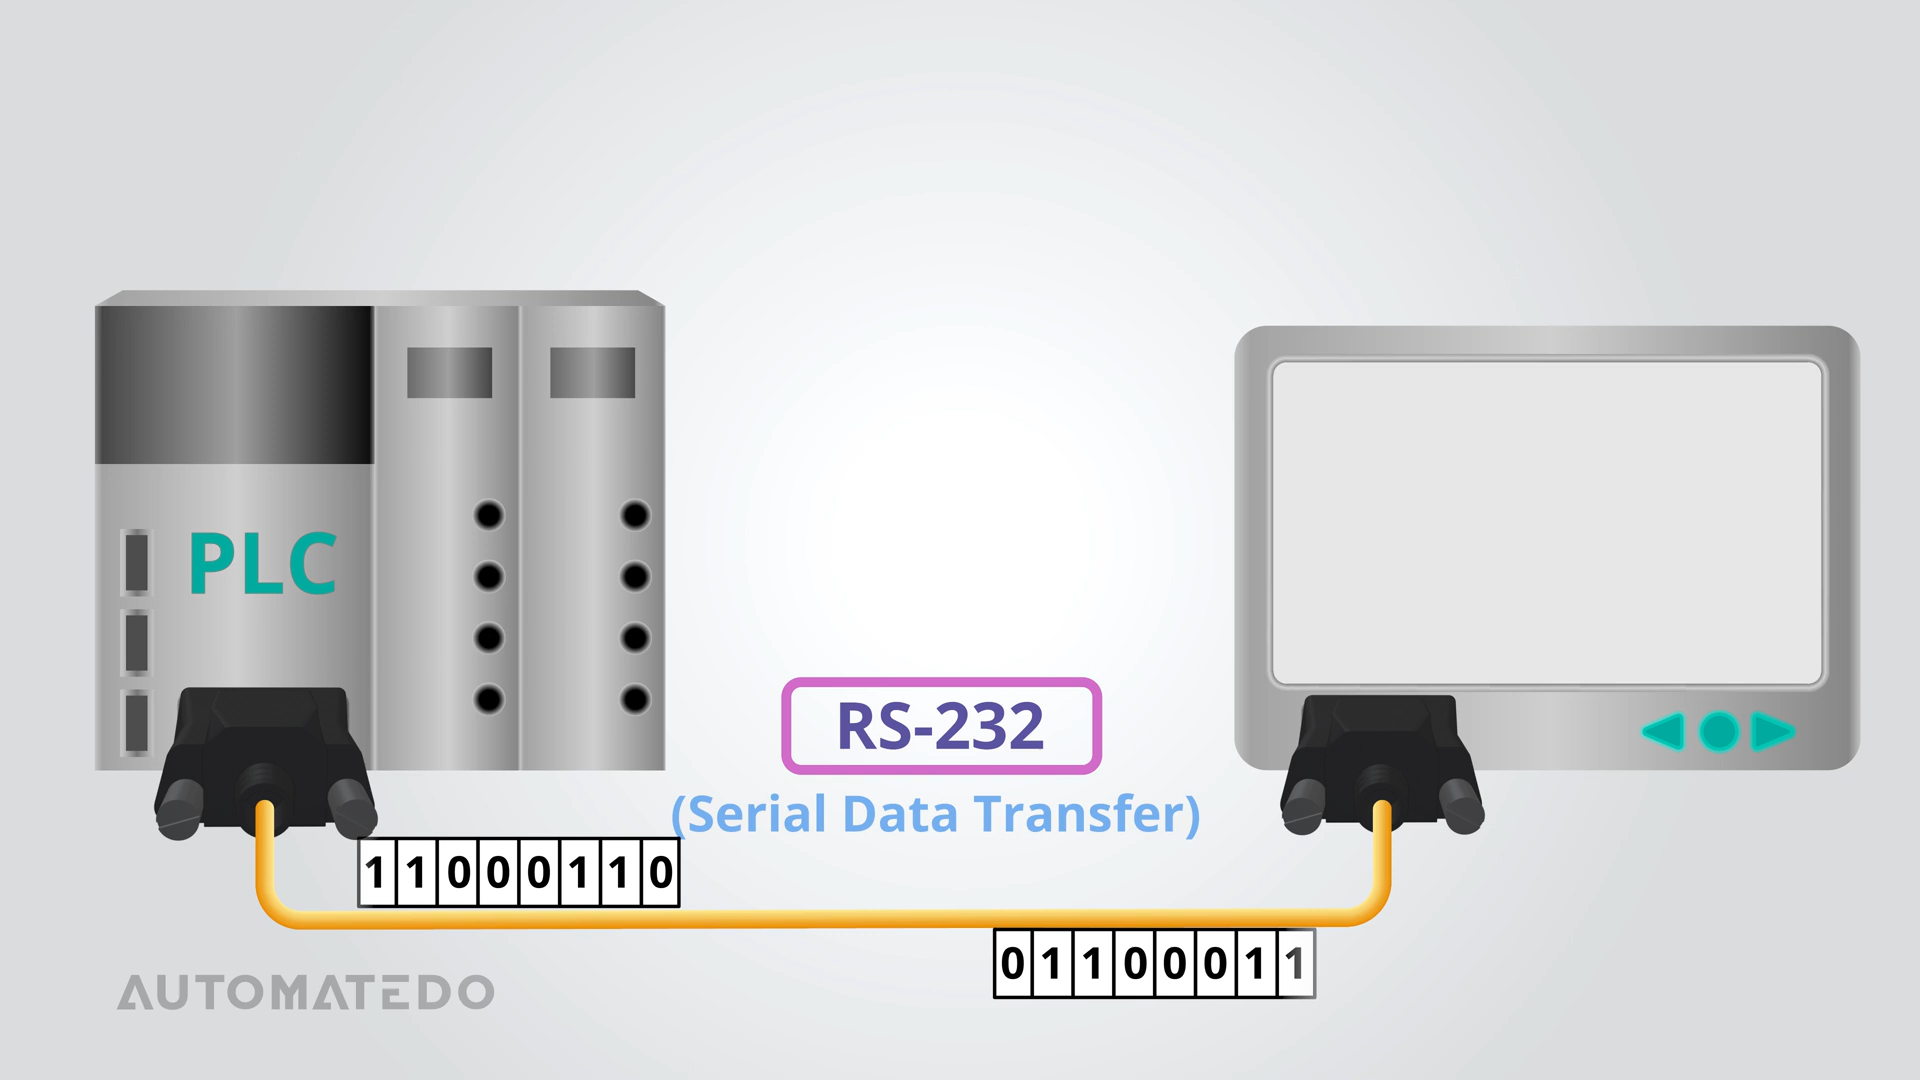 PLC
RS-232
(Serial Data Transfer)
11000110
01100011
AUTOMATEDO